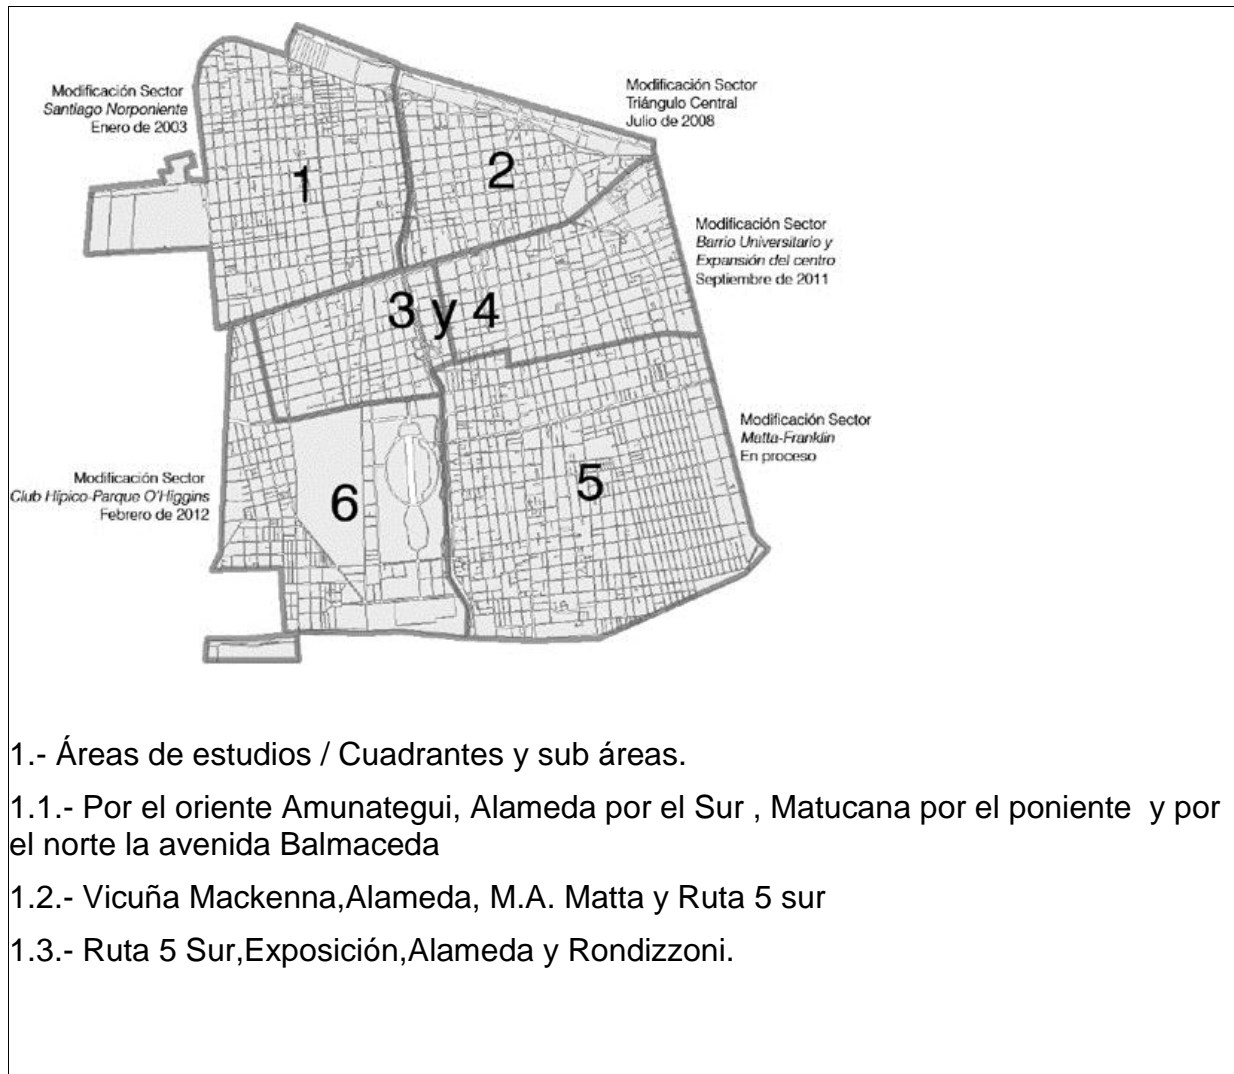 Modificación Sector
Santiago Norponiente
Enero de 2003
Modificación Sector
Triángulo Central
Julio de 2008
1
2
Modificación Sector
Barrio Universitario y
Expansión del centro
Septiembre de 2011
3 y 4
Modificación Sector
Matta-Franklin
En proceso
5
6
Modificación Sector
Club Hípico-Parque O'Higgins
Febrero de 2012
1.- Áreas de estudios / Cuadrantes y sub áreas.
1.1.- Por el oriente Amunategui, Alameda por el Sur , Matucana por el poniente  y por
el norte la avenida Balmaceda
1.2.- Vicuña Mackenna,Alameda, M.A. Matta y Ruta 5 sur
1.3.- Ruta 5 Sur,Exposición,Alameda y Rondizzoni.